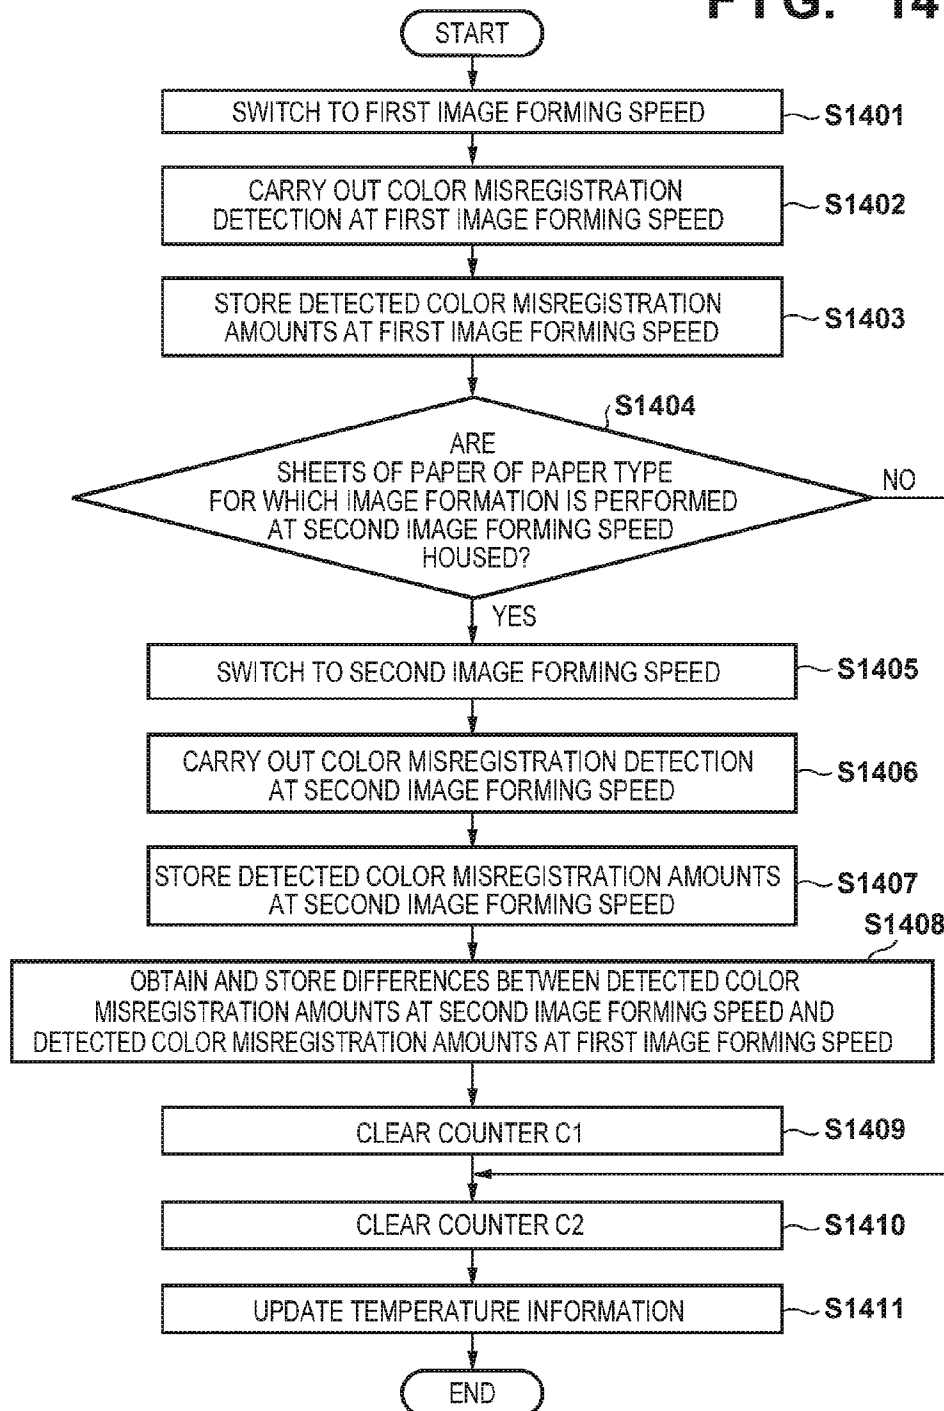 FIG. 14
START
SWITCH TO FIRST IMAGE FORMING SPEED
S1401
CARRY OUT COLOR MISREGISTRATION
DETECTION AT FIRST IMAGE FORMING SPEED
S1402
STORE DETECTED COLOR MISREGISTRATION
AMOUNTS AT FIRST IMAGE FORMING SPEED
S1403
S1404
ARE
SHEETS OF PAPER OF PAPER TYPE
FOR WHICH IMAGE FORMATION IS PERFORMED
AT SECOND IMAGE FORMING SPEED
HOUSED?
NO
YES
SWITCH TO SECOND IMAGE FORMING SPEED
S1405
CARRY OUT COLOR MISREGISTRATION DETECTION
AT SECOND IMAGE FORMING SPEED
S1406
STORE DETECTED COLOR MISREGISTRATION AMOUNTS
AT SECOND IMAGE FORMING SPEED
S1407
S1408
OBTAIN AND STORE DIFFERENCES BETWEEN DETECTED COLOR
MISREGISTRATION AMOUNTS AT SECOND IMAGE FORMING SPEED AND
DETECTED COLOR MISREGISTRATION AMOUNTS AT FIRST IMAGE FORMING SPEED
CLEAR COUNTER C1
S1409
CLEAR COUNTER C2
S1410
UPDATE TEMPERATURE INFORMATION
S1411
END